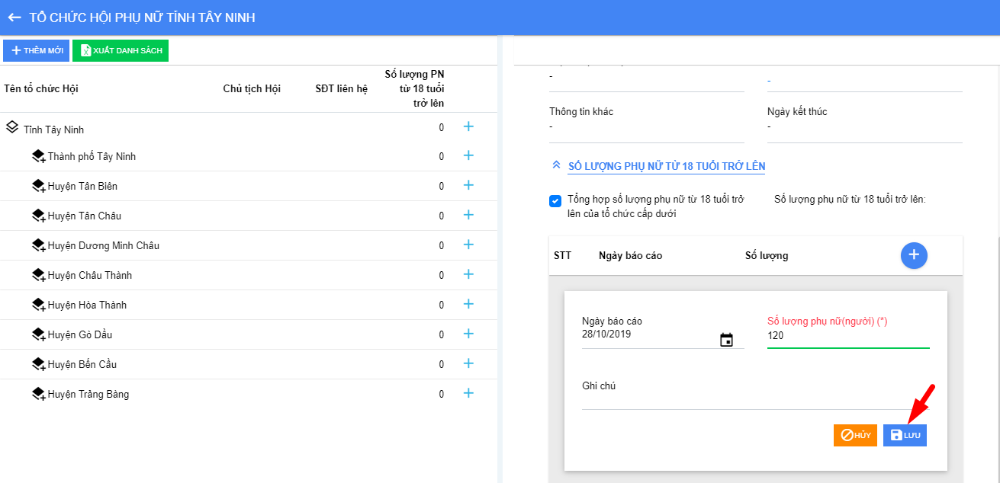 TỔ CHỨC HỘI PHỤ NỮ TỈNH TÂY NINH
THÊM MỚI
XUẤT DANH SÁCH
Tên tổ chức Hội
Chủ tịch Hội
SĐT liên hệ
Số lượng PN
từ 18 tuổi
trở lên
Tỉnh Tây Ninh 0
Thành phố Tây Ninh 0
Huyện Tân Biên 0
Huyện Tân Châu 0
Huyện Dương Minh Châu 0
Huyện Châu Thành 0
Huyện Hòa Thành 0
Huyện Gò Dầu 0
Huyện Bến Cầu 0
Huyện Trảng Bàng 0
-
-
Thông tin khác
-
Ngày kết thúc
-
SỐ LƯỢNG PHỤ NỮ TỪ 18 TUỔI TRỞ LÊN
Tổng hợp số lượng phụ nữ từ 18 tuổi trở
lên của tổ chức cấp dưới
Số lượng phụ nữ từ 18 tuổi trở lên:
STT
Ngày báo cáo
Số lượng
Ngày báo cáo
28/10/2019
Số lượng phụ nữ(người) (*)
120
Ghi chú
HỦY
LƯU